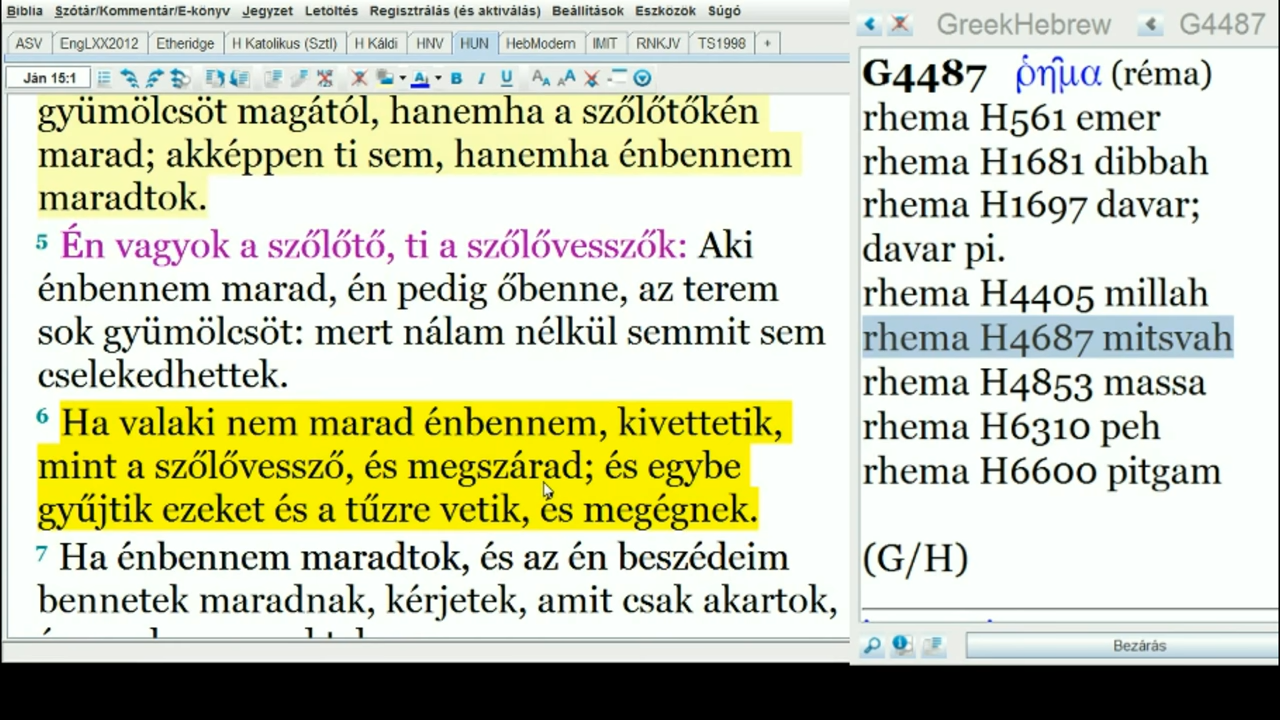 Biblia Szótár/Kommentár/E-könyv Jegyzet Letöltés Regisztrálás (és aktiválás) Beállítások Eszközök Súgó
ASV EngLXX2012 Etheridge H Katolikus (Sztl) H Káldi HNV HUN HebModern IMIT RNKJV TS1998 +
Ján 15:1
gyümölcsöt magától, hanemha a szőlőtőkén
marad; akképpen ti sem, hanemha énbennem
maradtok.
5 Én vagyok a szőlőtő, ti a szőlővesszők: Aki
énbennem marad, én pedig őbenne, az terem
sok gyümölcsöt: mert nálam nélkül semmit sem
cselekedhettek.
6 Ha valaki nem marad énbennem, kivettetik,
mint a szőlővessző, és megszárad; és egybe
gyűjtik ezeket és a tűzre vetik, és megégnek.
7 Ha énbennem maradtok, és az én beszédeim
bennetek maradnak, kérjetek, amit csak akartok,
GreekHebrew G4487
G4487 ῥῆμα (réma)
rhema H561 emer
rhema H1681 dibbah
rhema H1697 davar;
davar pi.
rhema H4405 millah
rhema H4687 mitsvah
rhema H4853 massa
rhema H6310 peh
rhema H6600 pitgam
(G/H)
Bezárás